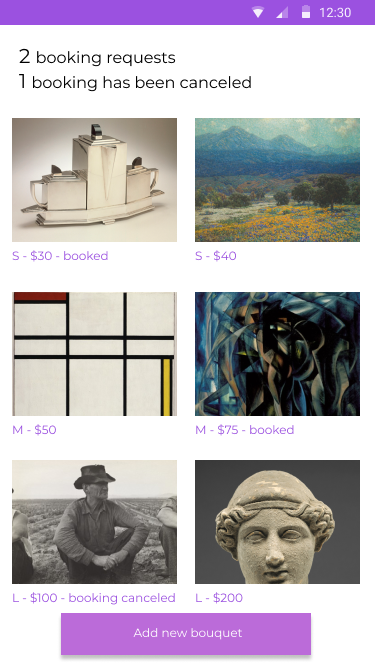 12:30
2 booking requests
1 booking has been canceled
S - $30 - booked
S - $40
M - $50
M - $75 - booked
L - $100 - booking canceled
L - $200
Add new bouquet